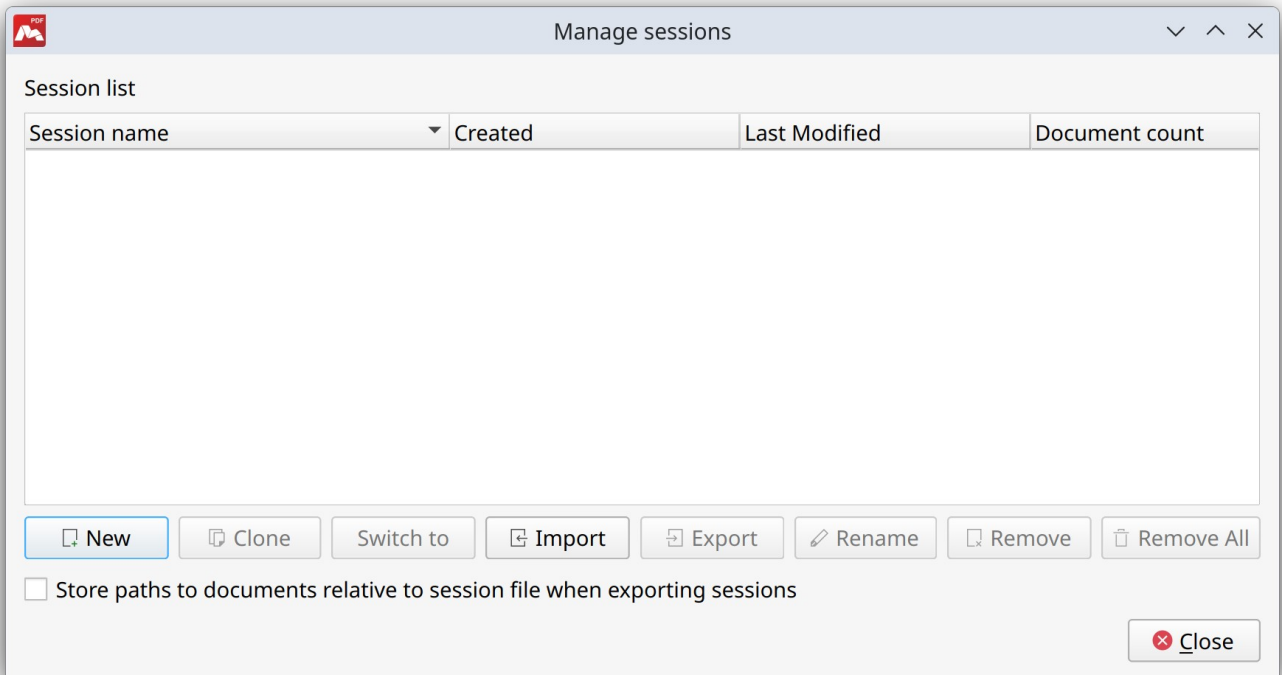 PDF
Manage sessions
Session list
Session name Created Last Modified Document count
New Clone Switch to Import Export Rename Remove Remove All
Store paths to documents relative to session file when exporting sessions
Close